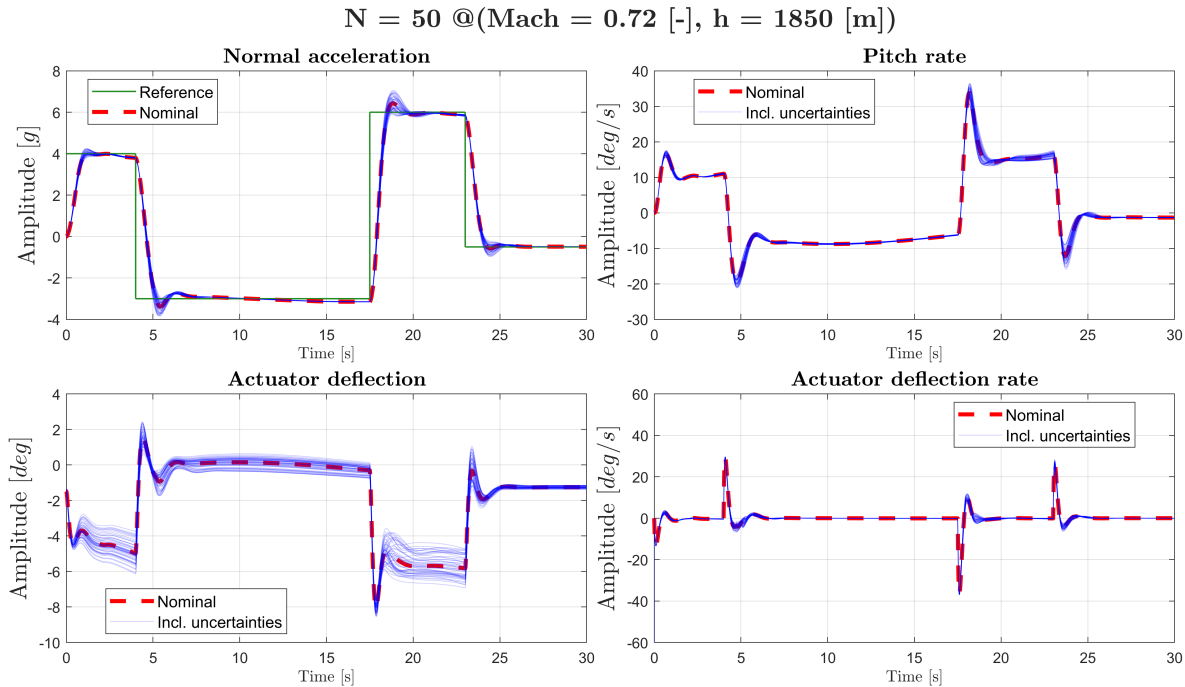 N = 50 @(Mach = 0.72 [-], h = 1850 [m])
Normal acceleration
Amplitude [g]
8
6
4
2
0
-2
-4
Reference
Nominal
0 5 10 15 20 25 30
Time [s]
Pitch rate
Amplitude [deg/s]
40
30
20
10
0
-10
-20
-30
Nominal
Incl. uncertainties
0 5 10 15 20 25 30
Time [s]
Actuator deflection
Amplitude [deg]
4
2
0
-2
-4
-6
-8
-10
Nominal
Incl. uncertainties
0 5 10 15 20 25 30
Time [s]
Actuator deflection rate
Amplitude [deg/s]
60
40
20
0
-20
-40
-60
Nominal
Incl. uncertainties
0 5 10 15 20 25 30
Time [s]